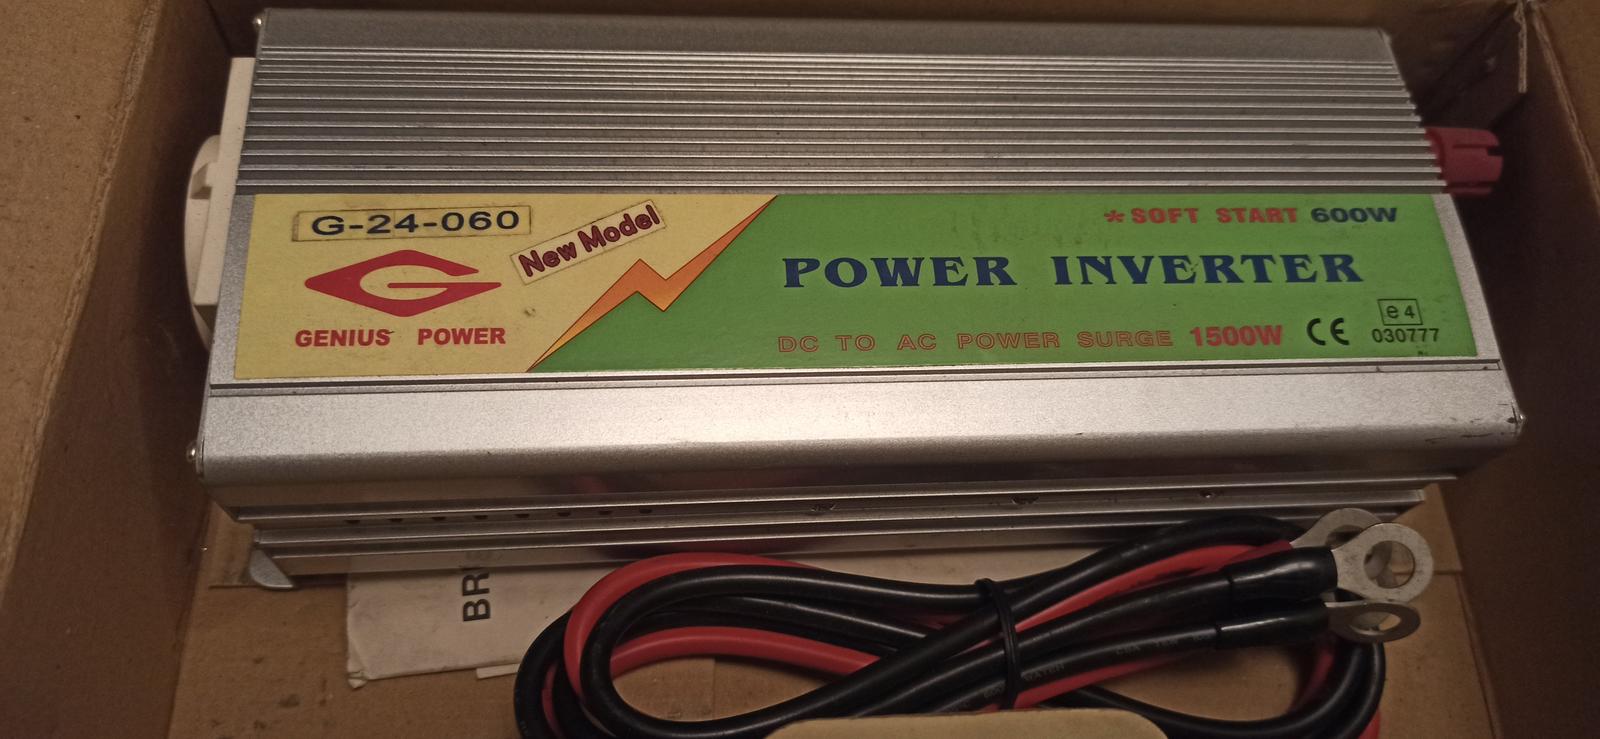 G-24-060
New Model
GENIUS POWER
*SOFT START 600W
POWER INVERTER
DC TO AC POWER SURGE 1500W CE
e4
030777
BR